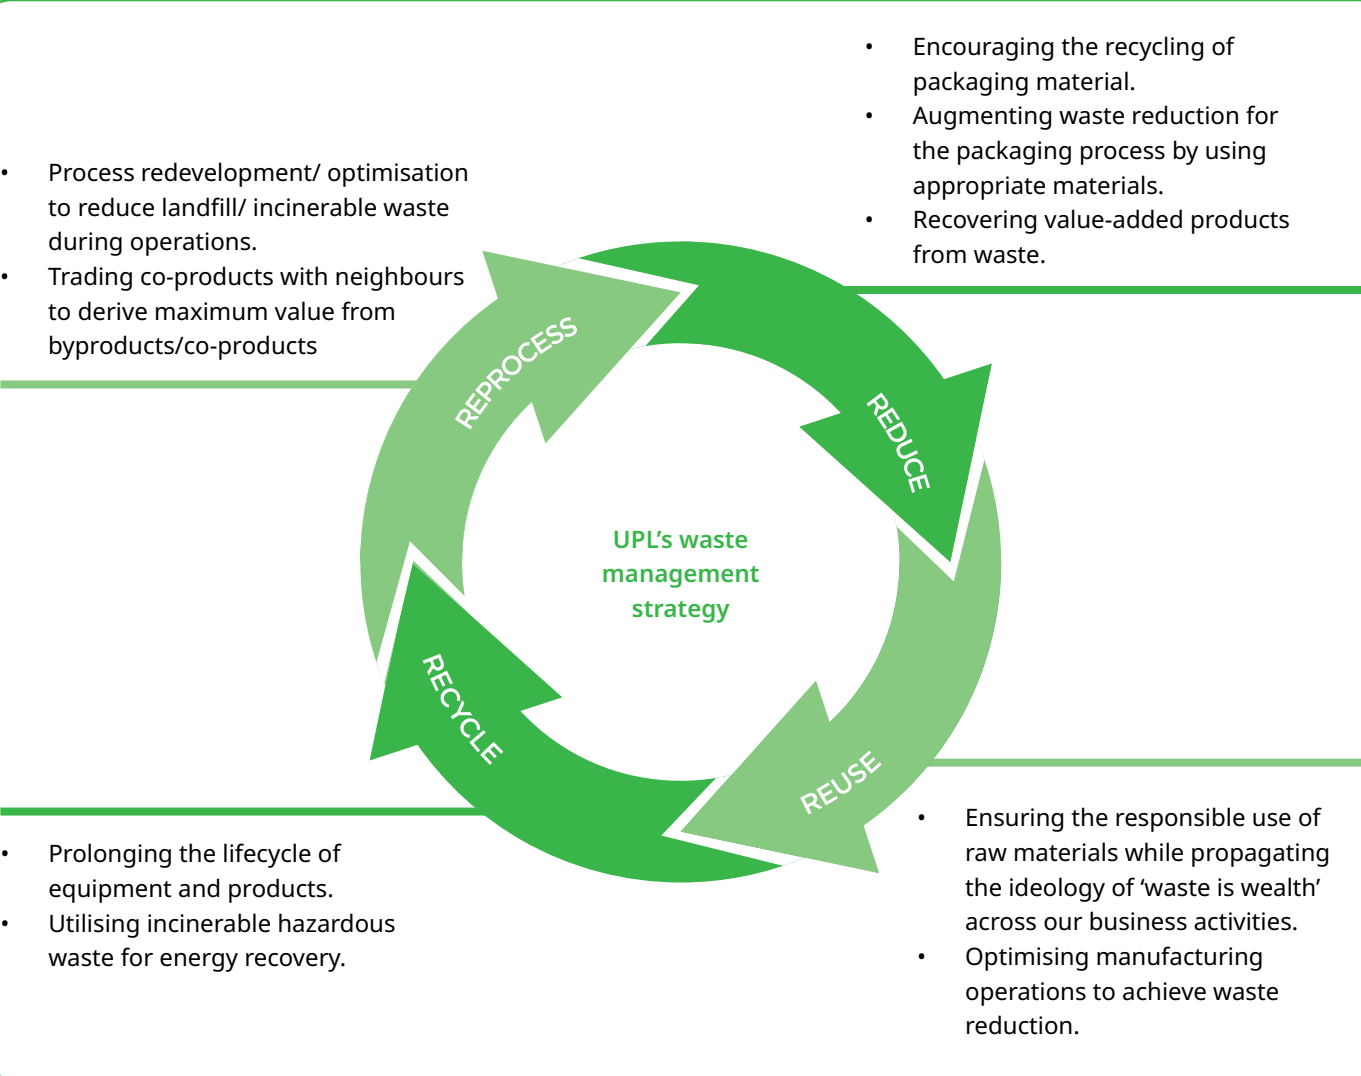 • Encouraging the recycling of
packaging material.
• Augmenting waste reduction for
the packaging process by using
appropriate materials.
• Recovering value-added products
from waste.
• Process redevelopment/ optimisation
to reduce landfill/ incinerable waste
during operations.
• Trading co-products with neighbours
to derive maximum value from
byproducts/co-products
REPROCESS
REDUCE
UPL’s waste
management
strategy
RECYCLE
REUSE
• Prolonging the lifecycle of
equipment and products.
• Utilising incinerable hazardous
waste for energy recovery.
• Ensuring the responsible use of
raw materials while propagating
the ideology of ‘waste is wealth’
across our business activities.
• Optimising manufacturing
operations to achieve waste
reduction.